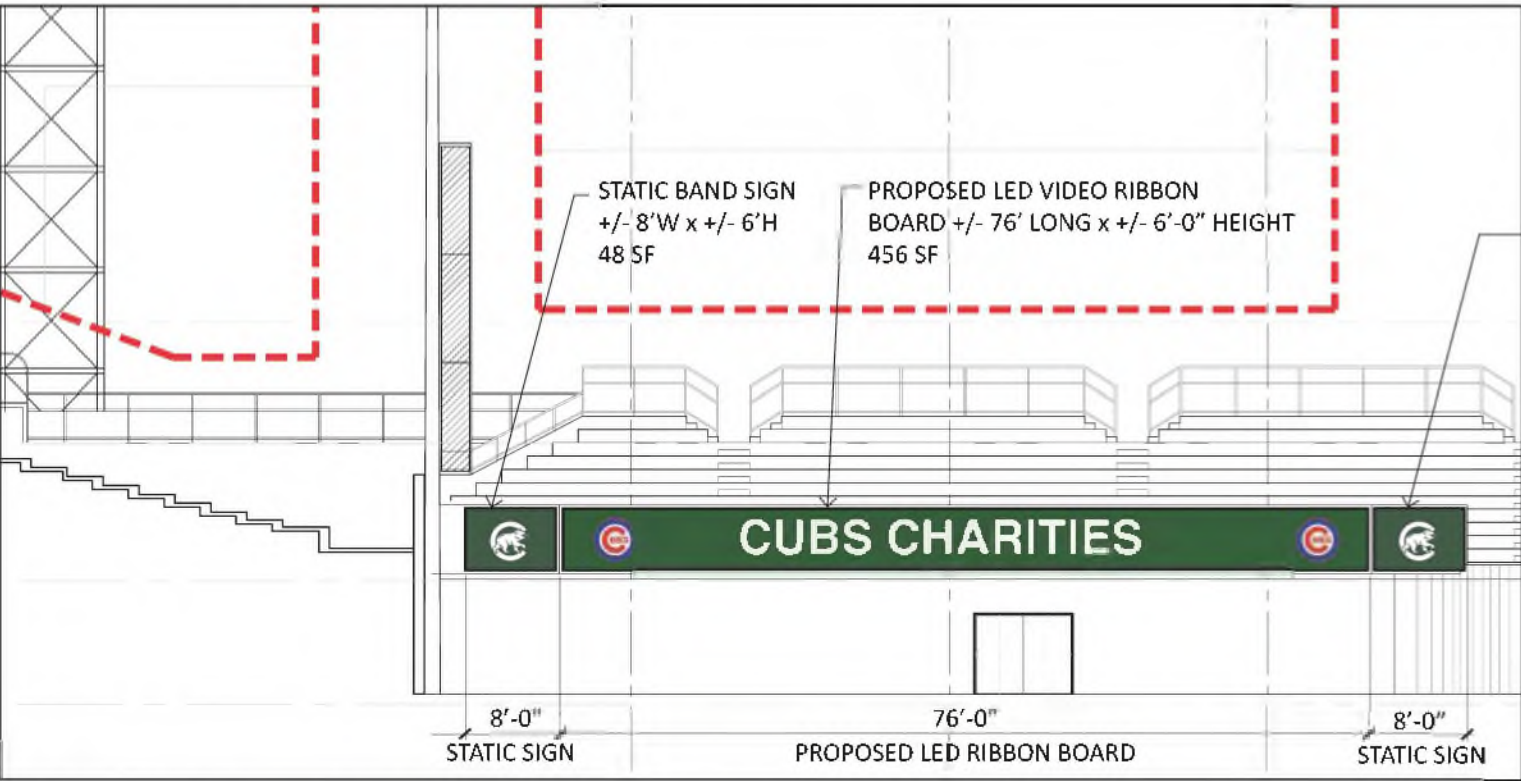 STATIC BAND SIGN
+/- 8'W x +/- 6'H
48 SF
PROPOSED LED VIDEO RIBBON
BOARD +/- 76' LONG x +/- 6'-0" HEIGHT
456 SF
CUBS CHARITIES
8'-0"
76'-0"
8'-0"
STATIC SIGN
PROPOSED LED RIBBON BOARD
STATIC SIGN